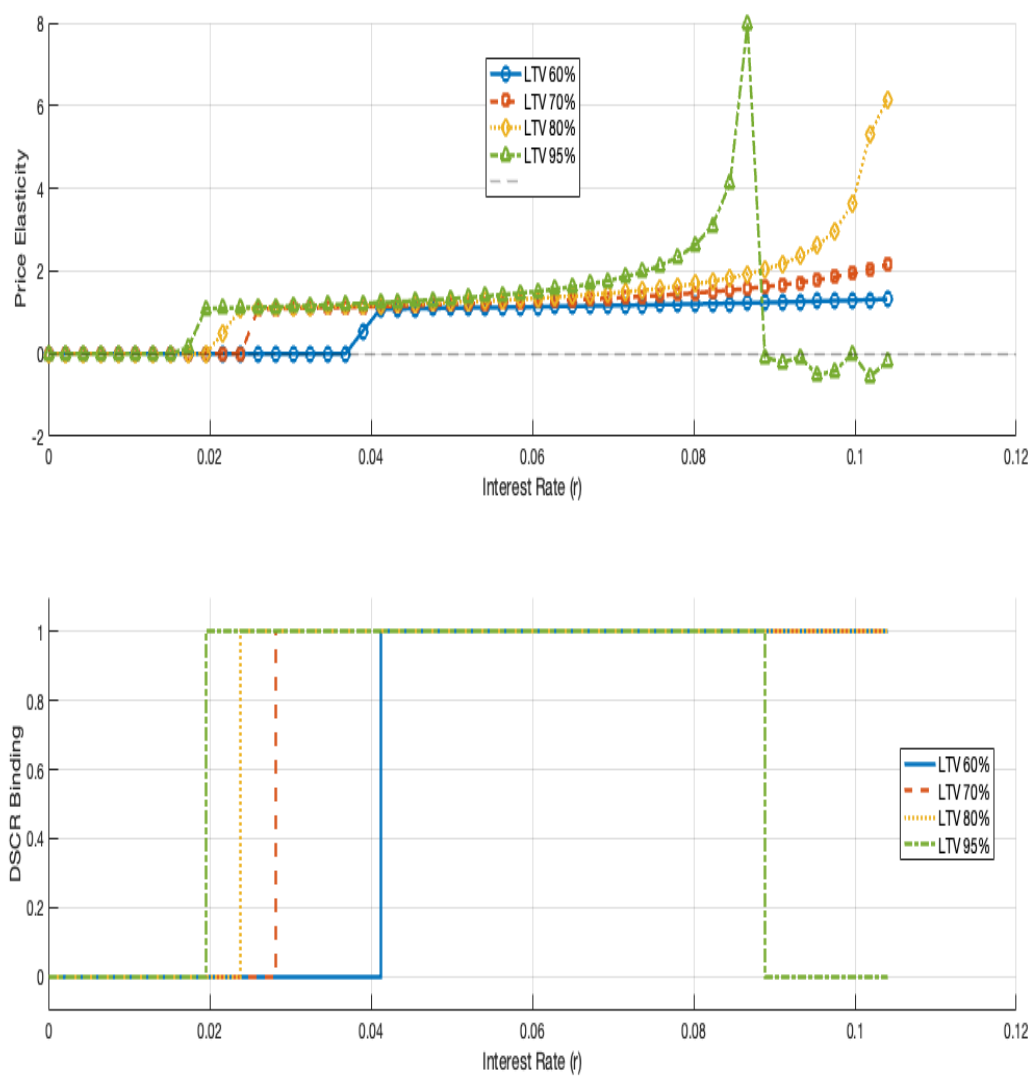 8
6
4
2
0
-2
Price Elasticity
LTV 60%
LTV 70%
LTV 80%
LTV 95%
0
0.02
0.04
0.06
0.08
0.1
0.12
Interest Rate (r)
1
0.8
0.6
0.4
0.2
0
DSCR Binding
LTV 60%
LTV 70%
LTV 80%
LTV 95%
0
0.02
0.04
0.06
0.08
0.1
0.12
Interest Rate (r)